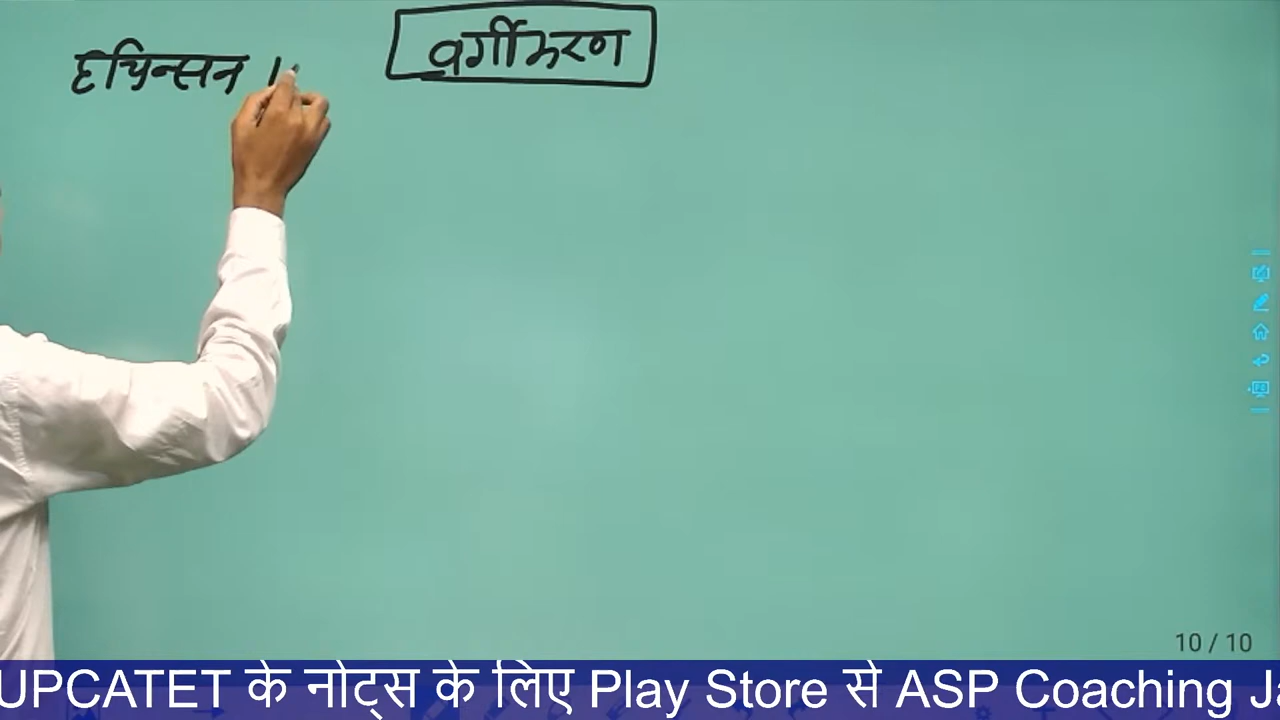 वर्गीकरण
हचिन्सन
10 / 10
UPCATET के नोट्स के लिए Play Store से ASP Coaching Ja